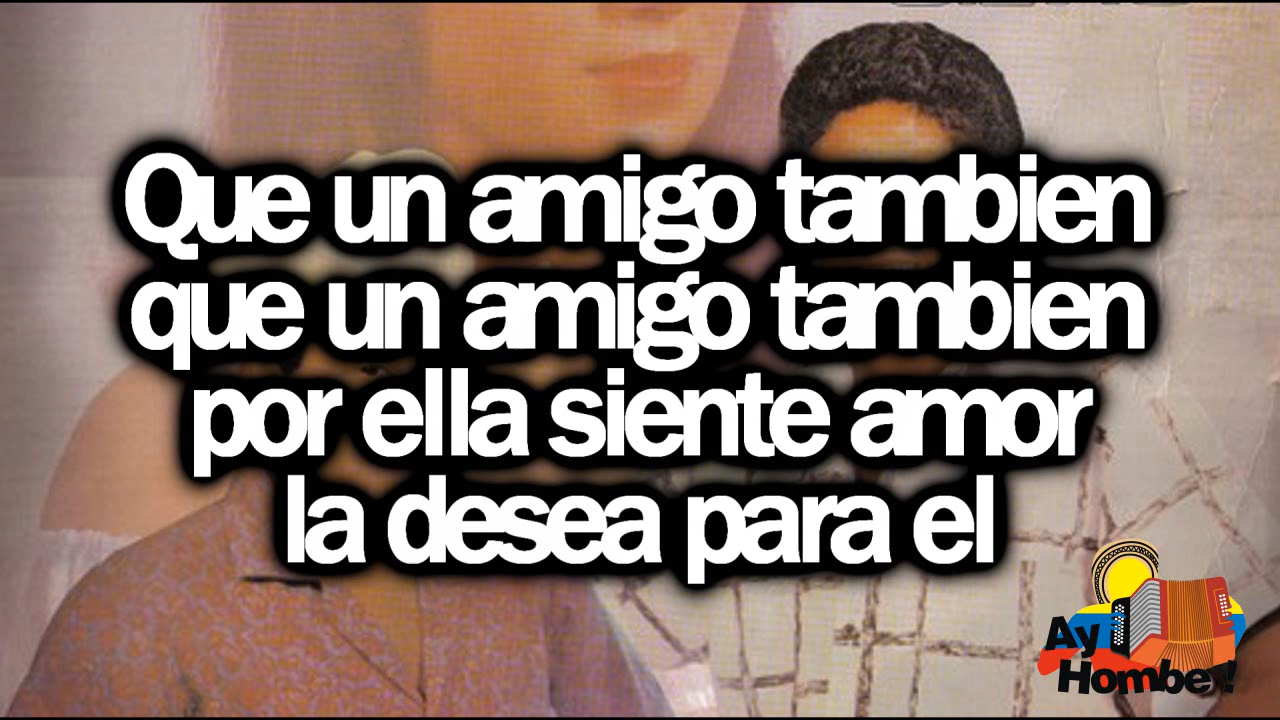 Que un amigo tambien
que un amigo tambien
por ella siente amor
la desea para el
Ay
Hombe!